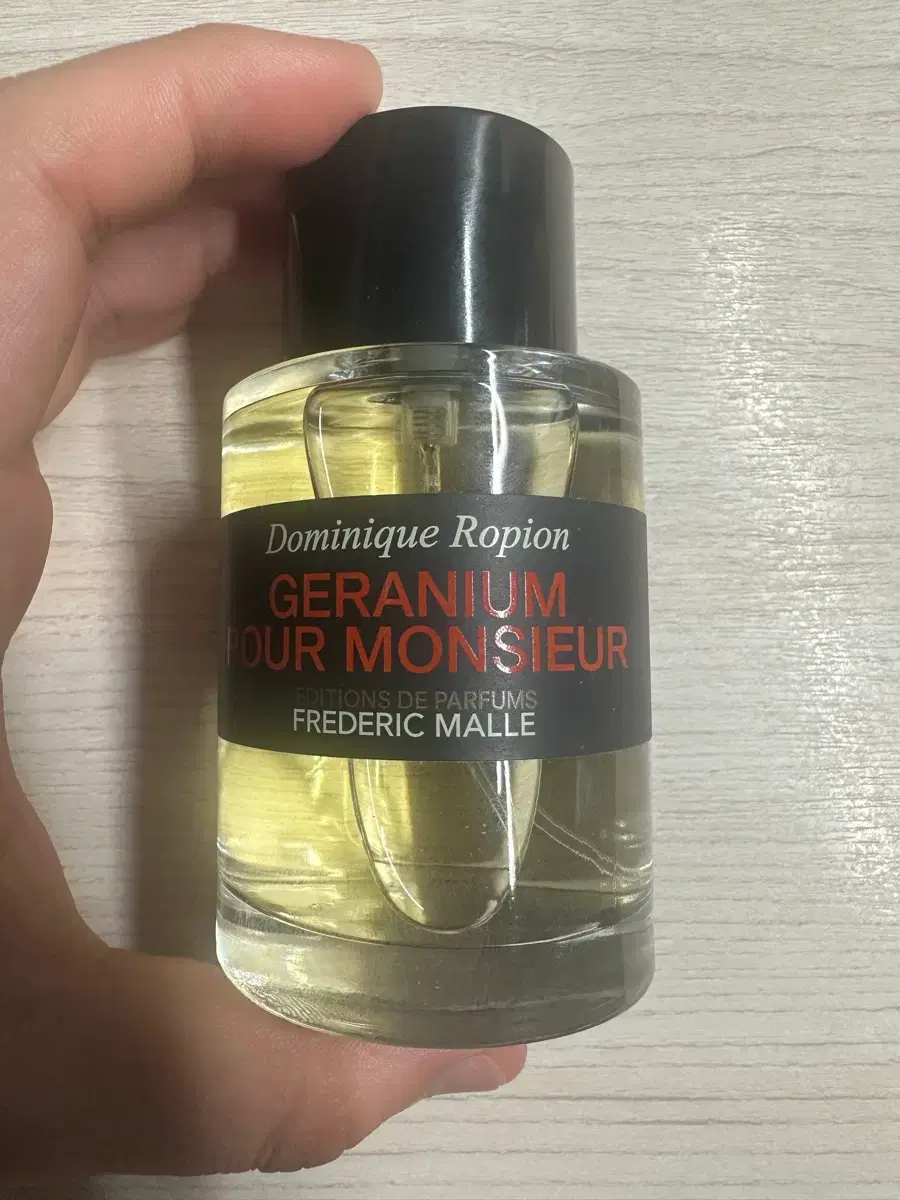 Dominique Ropion
GERANIUM
POUR MONSIEUR
EDITIONS DE PARFUMS
FREDERIC MALLE